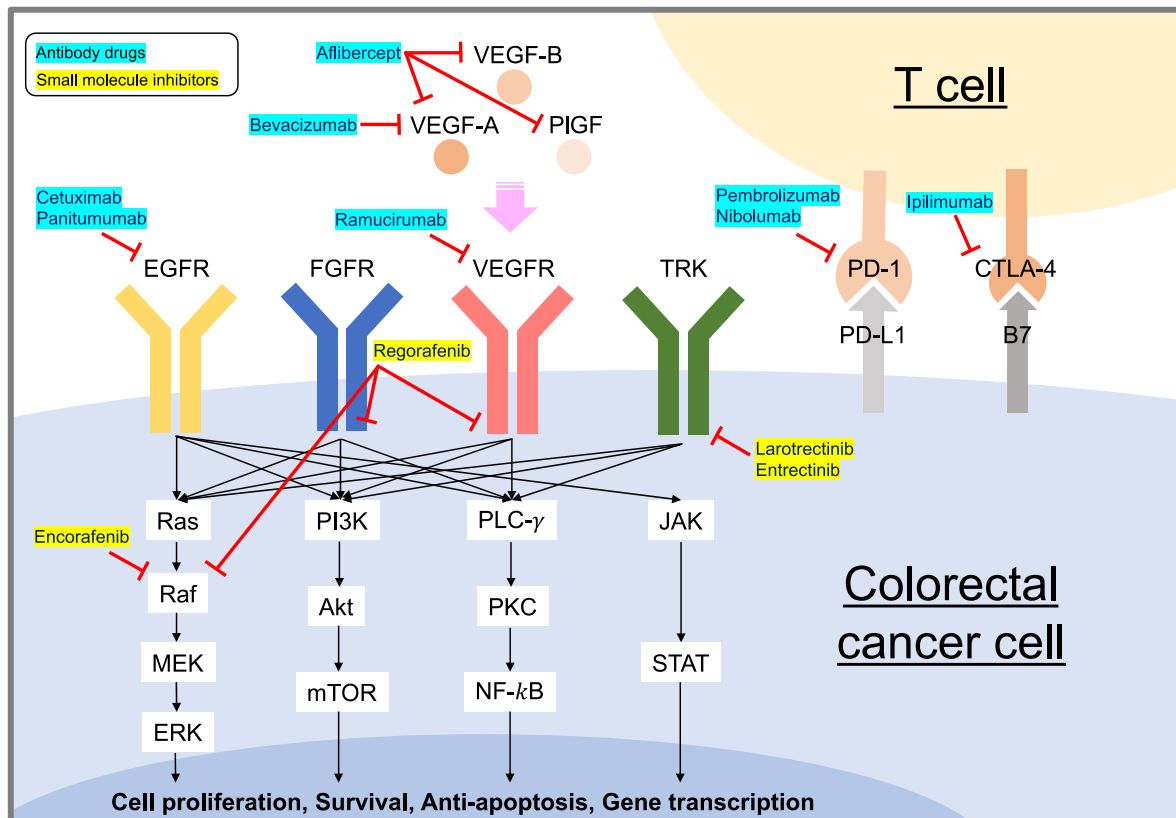 Antibody drugs
Small molecule inhibitors
Aflibercept
VEGF-B
Bevacizumab
VEGF-A
PlGF
T cell
Cetuximab
Panitumumab
Ramucirumab
Pembrolizumab
Nibolumab
Ipilimumab
EGFR
FGFR
VEGFR
TRK
PD-1
CTLA-4
PD-L1
B7
Regorafenib
Larotrectinib
Entrectinib
Ras
PI3K
PLC-γ
JAK
Encorafenib
Raf
Akt
PKC
Colorectal
cancer cell
MEK
STAT
mTOR
NF-kB
ERK
Cell proliferation, Survival, Anti-apoptosis, Gene transcription